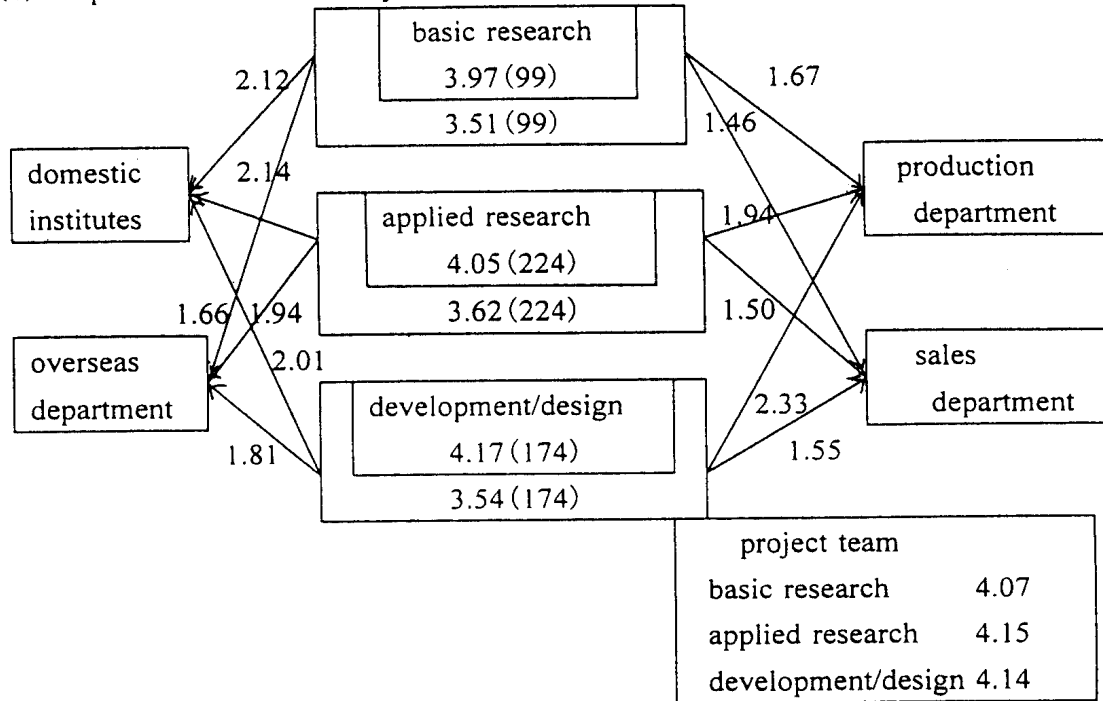 basic research
3.97(99)
3.51(99)
2.12
2.14
1.67
1.46
domestic
institutes
production
department
applied research
4.05(224)
3.62(224)
1.94
1.50
1.66
1.94
2.01
overseas
department
sales
department
development/design
4.17(174)
3.54(174)
1.81
2.33
1.55
project team
basic research 4.07
applied research 4.15
development/design 4.14